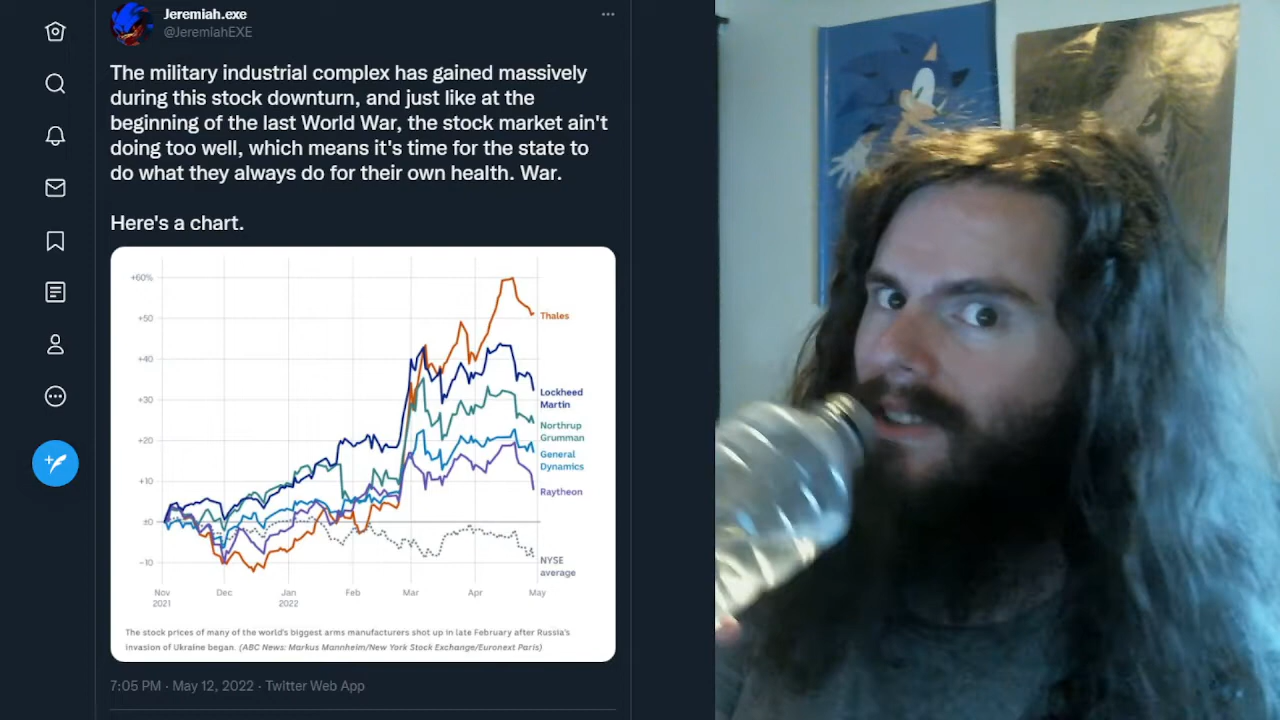 Jeremiah.exe
@JeremiahEXE
The military industrial complex has gained massively
during this stock downturn, and just like at the
beginning of the last World War, the stock market ain't
doing too well, which means it's time for the state to
do what they always do for their own health. War.
Here's a chart.
+60%
+50
+40
+30
+20
+10
±0
-10
Thales
Lockheed
Martin
Northrup
Grumman
General
Dynamics
Raytheon
NYSE
average
Nov
2021
Dec
Jan
2022
Feb
Mar
Apr
May
The stock prices of many of the world's biggest arms manufacturers shot up in late February after Russia's
invasion of Ukraine began. (ABC News: Markus Mannheim/New York Stock Exchange/Euronext Paris)
7:05 PM · May 12, 2022 · Twitter Web App